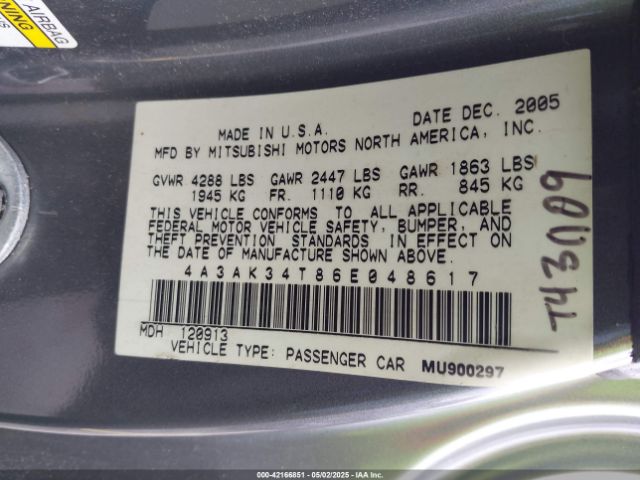 AIRBAG
MADE IN U.S.A. DATE DEC. 2005
MFD BY MITSUBISHI MOTORS NORTH AMERICA, INC.
GVWR 4288 LBS GAWR 2447 LBS GAWR 1863 LBS
1945 KG FR. 1110 KG RR. 845 KG
THIS VEHICLE CONFORMS TO ALL APPLICABLE
FEDERAL MOTOR VEHICLE SAFETY, BUMPER, AND
THEFT PREVENTION STANDARDS IN EFFECT ON
THE DATE OF MANUFACTURE SHOWN ABOVE.
4A3AK34T86E048617
MDH 120913
VEHICLE TYPE: PASSENGER CAR MU900297
000-42166851 - 05/02/2025 - IAA Inc.